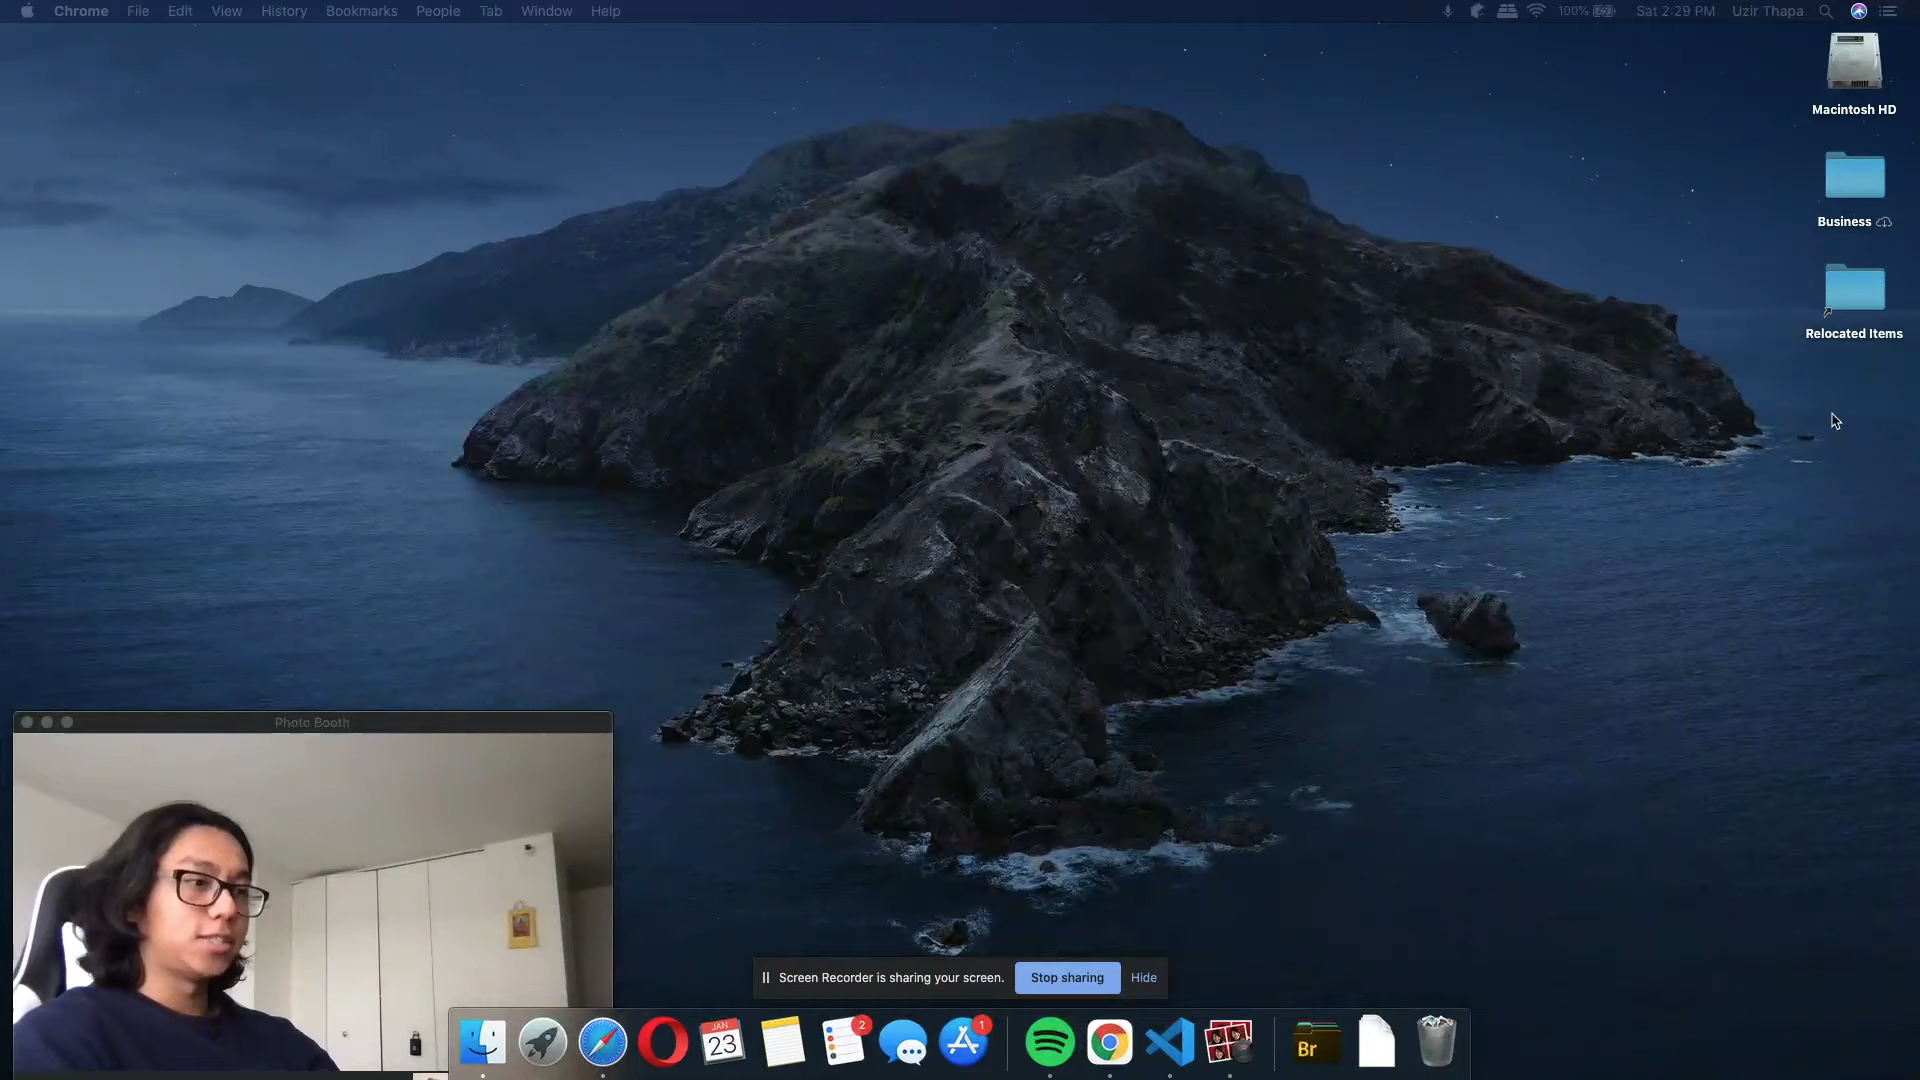 Chrome File Edit View History Bookmarks People Tab Window Help
100% Sat 2:29 PM Uzir Thapa
Macintosh HD
Business
Relocated Items
Photo Booth
Screen Recorder is sharing your screen. Stop sharing Hide
JAN
23
2
1
Br